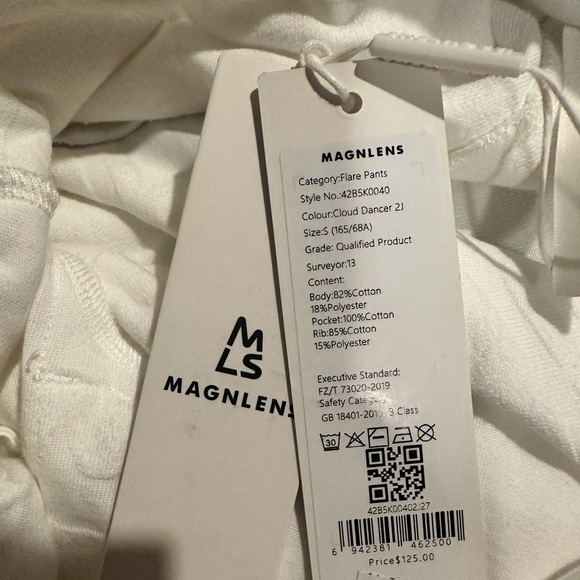 M
LS
MAGNLENS
MAGNLENS
Category:Flare Pants
Style No.:42B5K0040
Colour:Cloud Dancer 2J
Size:S (165/68A)
Grade: Qualified Product
Surveyor:13
Content:
Body:82%Cotton
18%Polyester
Pocket:100%Cotton
Rib:85%Cotton
15%Polyester
Executive Standard:
FZ/T 73020-2019
Safety Category
GB 18401-2010 B Class
30
42B5K00402J27
6 942381 462500
Price$125.00